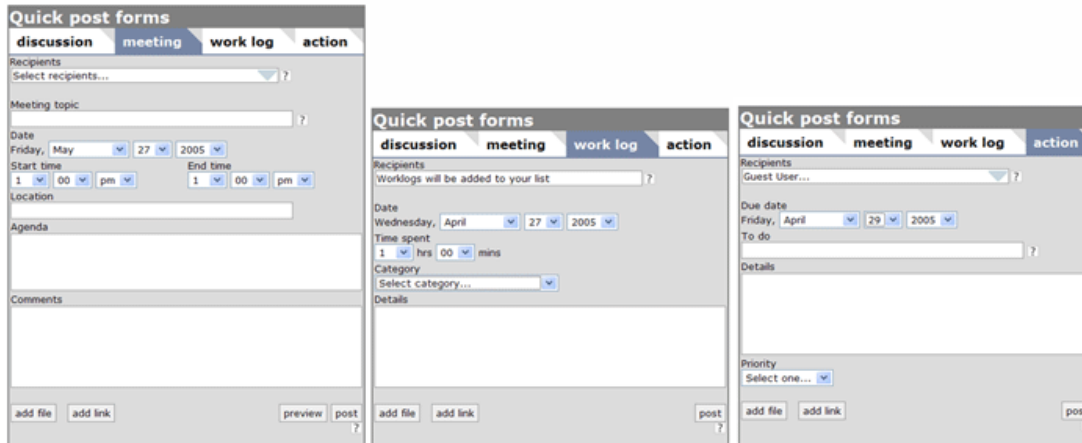 Quick post forms
discussion meeting work log action
Recipients
Select recipients... ?
Meeting topic
?
Date
Friday, May 27 2005
Start time End time
1 00 pm 1 00 pm
Location
Agenda
Comments
add file add link preview post
?
Quick post forms
discussion meeting work log action
Recipients
Worklogs will be added to your list ?
Date
Wednesday, April 27 2005
Time spent
1 hrs 00 mins
Category
Select category...
Details
add file add link post
?
Quick post forms
discussion meeting work log action
Recipients
Guest User... ?
Due date
Friday, April 29 2005
To do
?
Details
Priority
Select one...
add file add link pos